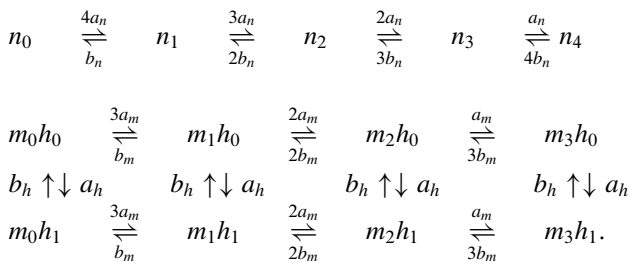 n₀ 4aₙ ⇌ bₙ n₁ 3aₙ ⇌ 2bₙ n₂ 2aₙ ⇌ 3bₙ n₃ aₙ ⇌ 4bₙ n₄
m₀h₀ 3aₘ ⇌ bₘ m₁h₀ 2aₘ ⇌ 2bₘ m₂h₀ aₘ ⇌ 3bₘ m₃h₀
bₕ ↑↓ aₕ bₕ ↑↓ aₕ bₕ ↑↓ aₕ bₕ ↑↓ aₕ
m₀h₁ 3aₘ ⇌ bₘ m₁h₁ 2aₘ ⇌ 2bₘ m₂h₁ aₘ ⇌ 3bₘ m₃h₁.